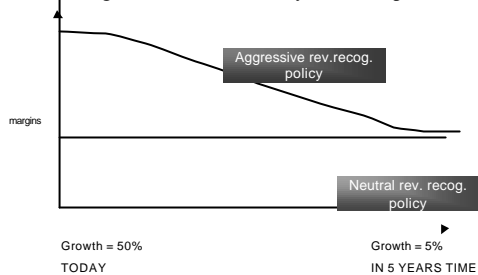 Aggressive rev.recog.
policy
margins
Neutral rev. recog.
policy
Growth = 50%
Growth = 5%
TODAY
IN 5 YEARS TIME